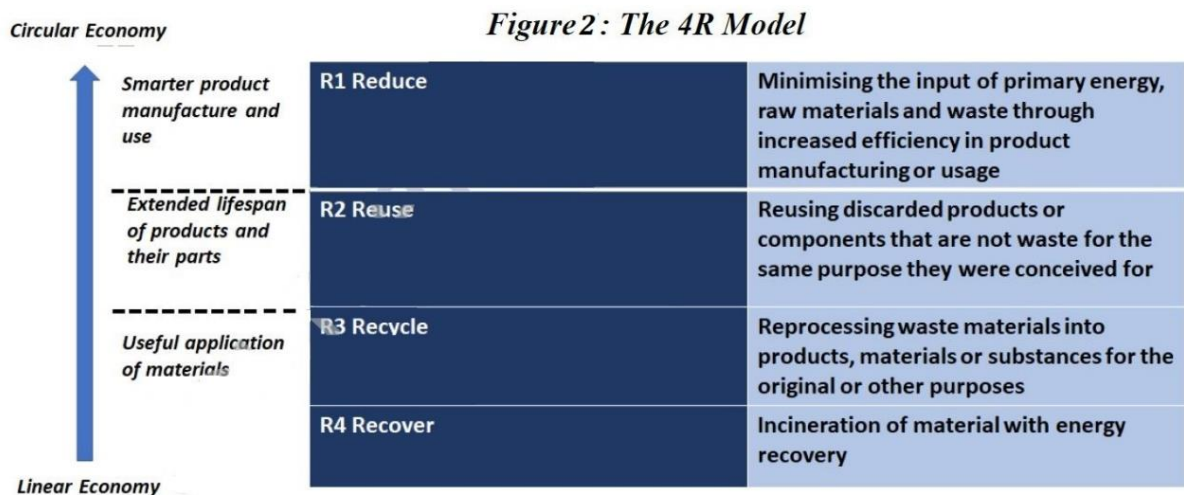 Figure2: The 4R Model
Circular Economy
Smarter product
manufacture and
use
R1 Reduce
Minimising the input of primary energy,
raw materials and waste through
increased efficiency in product
manufacturing or usage
Extended lifespan
of products and
their parts
R2 Reuse
Reusing discarded products or
components that are not waste for the
same purpose they were conceived for
Useful application
of materials
R3 Recycle
Reprocessing waste materials into
products, materials or substances for the
original or other purposes
R4 Recover
Incineration of material with energy
recovery
Linear Economy